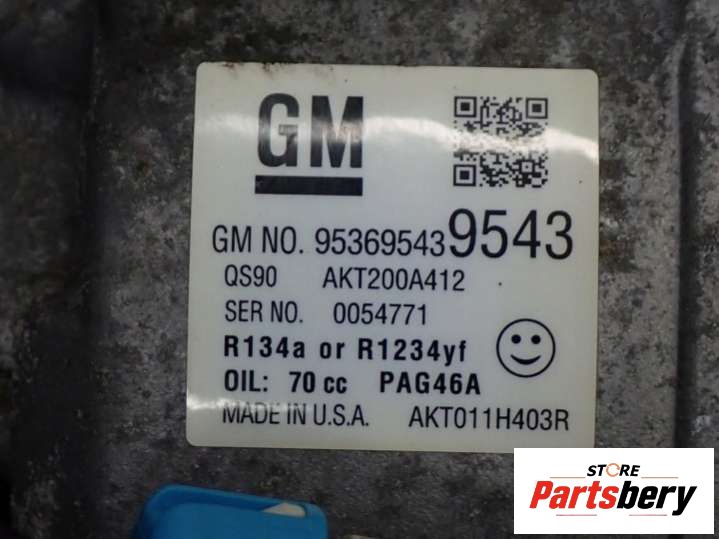 GM
GM NO. 95369543 9543
QS90 AKT200A412
SER NO. 0054771
R134a or R1234yf
OIL: 70 cc PAG46A
MADE IN U.S.A. AKT011H403R
STORE
Partsbery